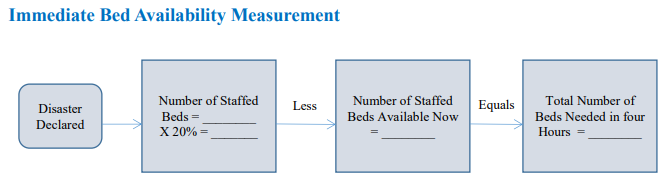 Immediate Bed Availability Measurement
Disaster
Declared
Number of Staffed
Beds = ________
X 20% = _______
Less
Number of Staffed
Beds Available Now
= ________
Equals
Total Number of
Beds Needed in four
Hours = ________